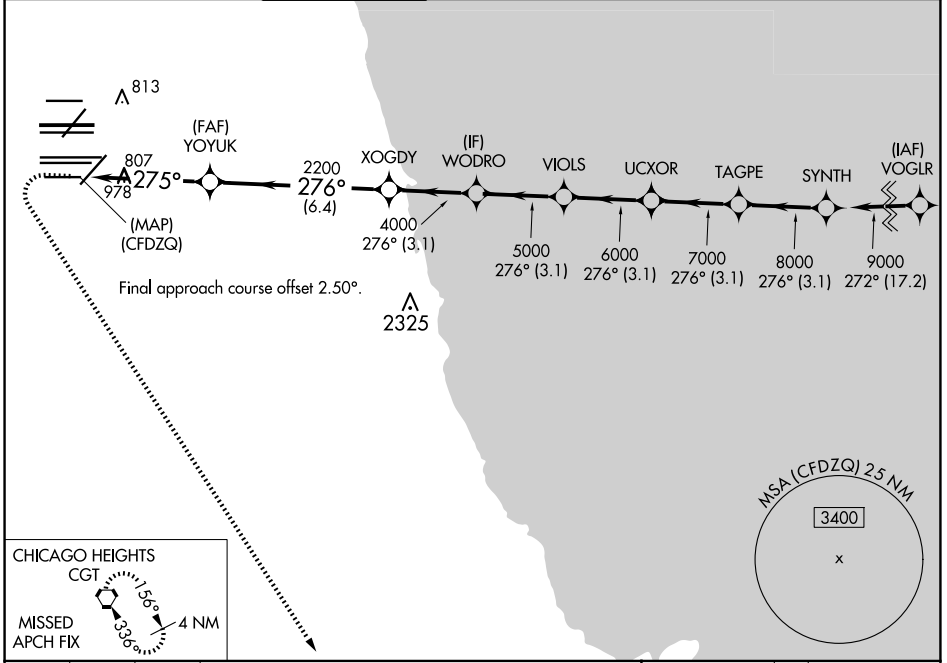 813
(FAF)
YOYUK
807
978
275°
(MAP)
(CFDZQ)
2200
276°
(6.4)
XOGDY
4000
276° (3.1)
(IF)
WODRO
5000
276° (3.1)
VIOLS
6000
276° (3.1)
UCXOR
7000
276° (3.1)
TAGPE
8000
276° (3.1)
SYNTH
9000
272° (17.2)
(IAF)
VOGLR
Final approach course offset 2.50°.
2325
MSA (CFDZQ) 25 NM
3400
x
CHICAGO HEIGHTS
CGT
156°
336°
4 NM
MISSED
APCH FIX